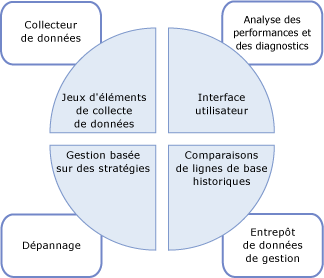 Collecteur
de données
Analyse des
performances et
des diagnostics
Jeux d'éléments
de collecte
de données
Interface
utilisateur
Gestion basée
sur des stratégies
Comparaisons
de lignes de base
historiques
Dépannage
Entrepôt
de données
de gestion